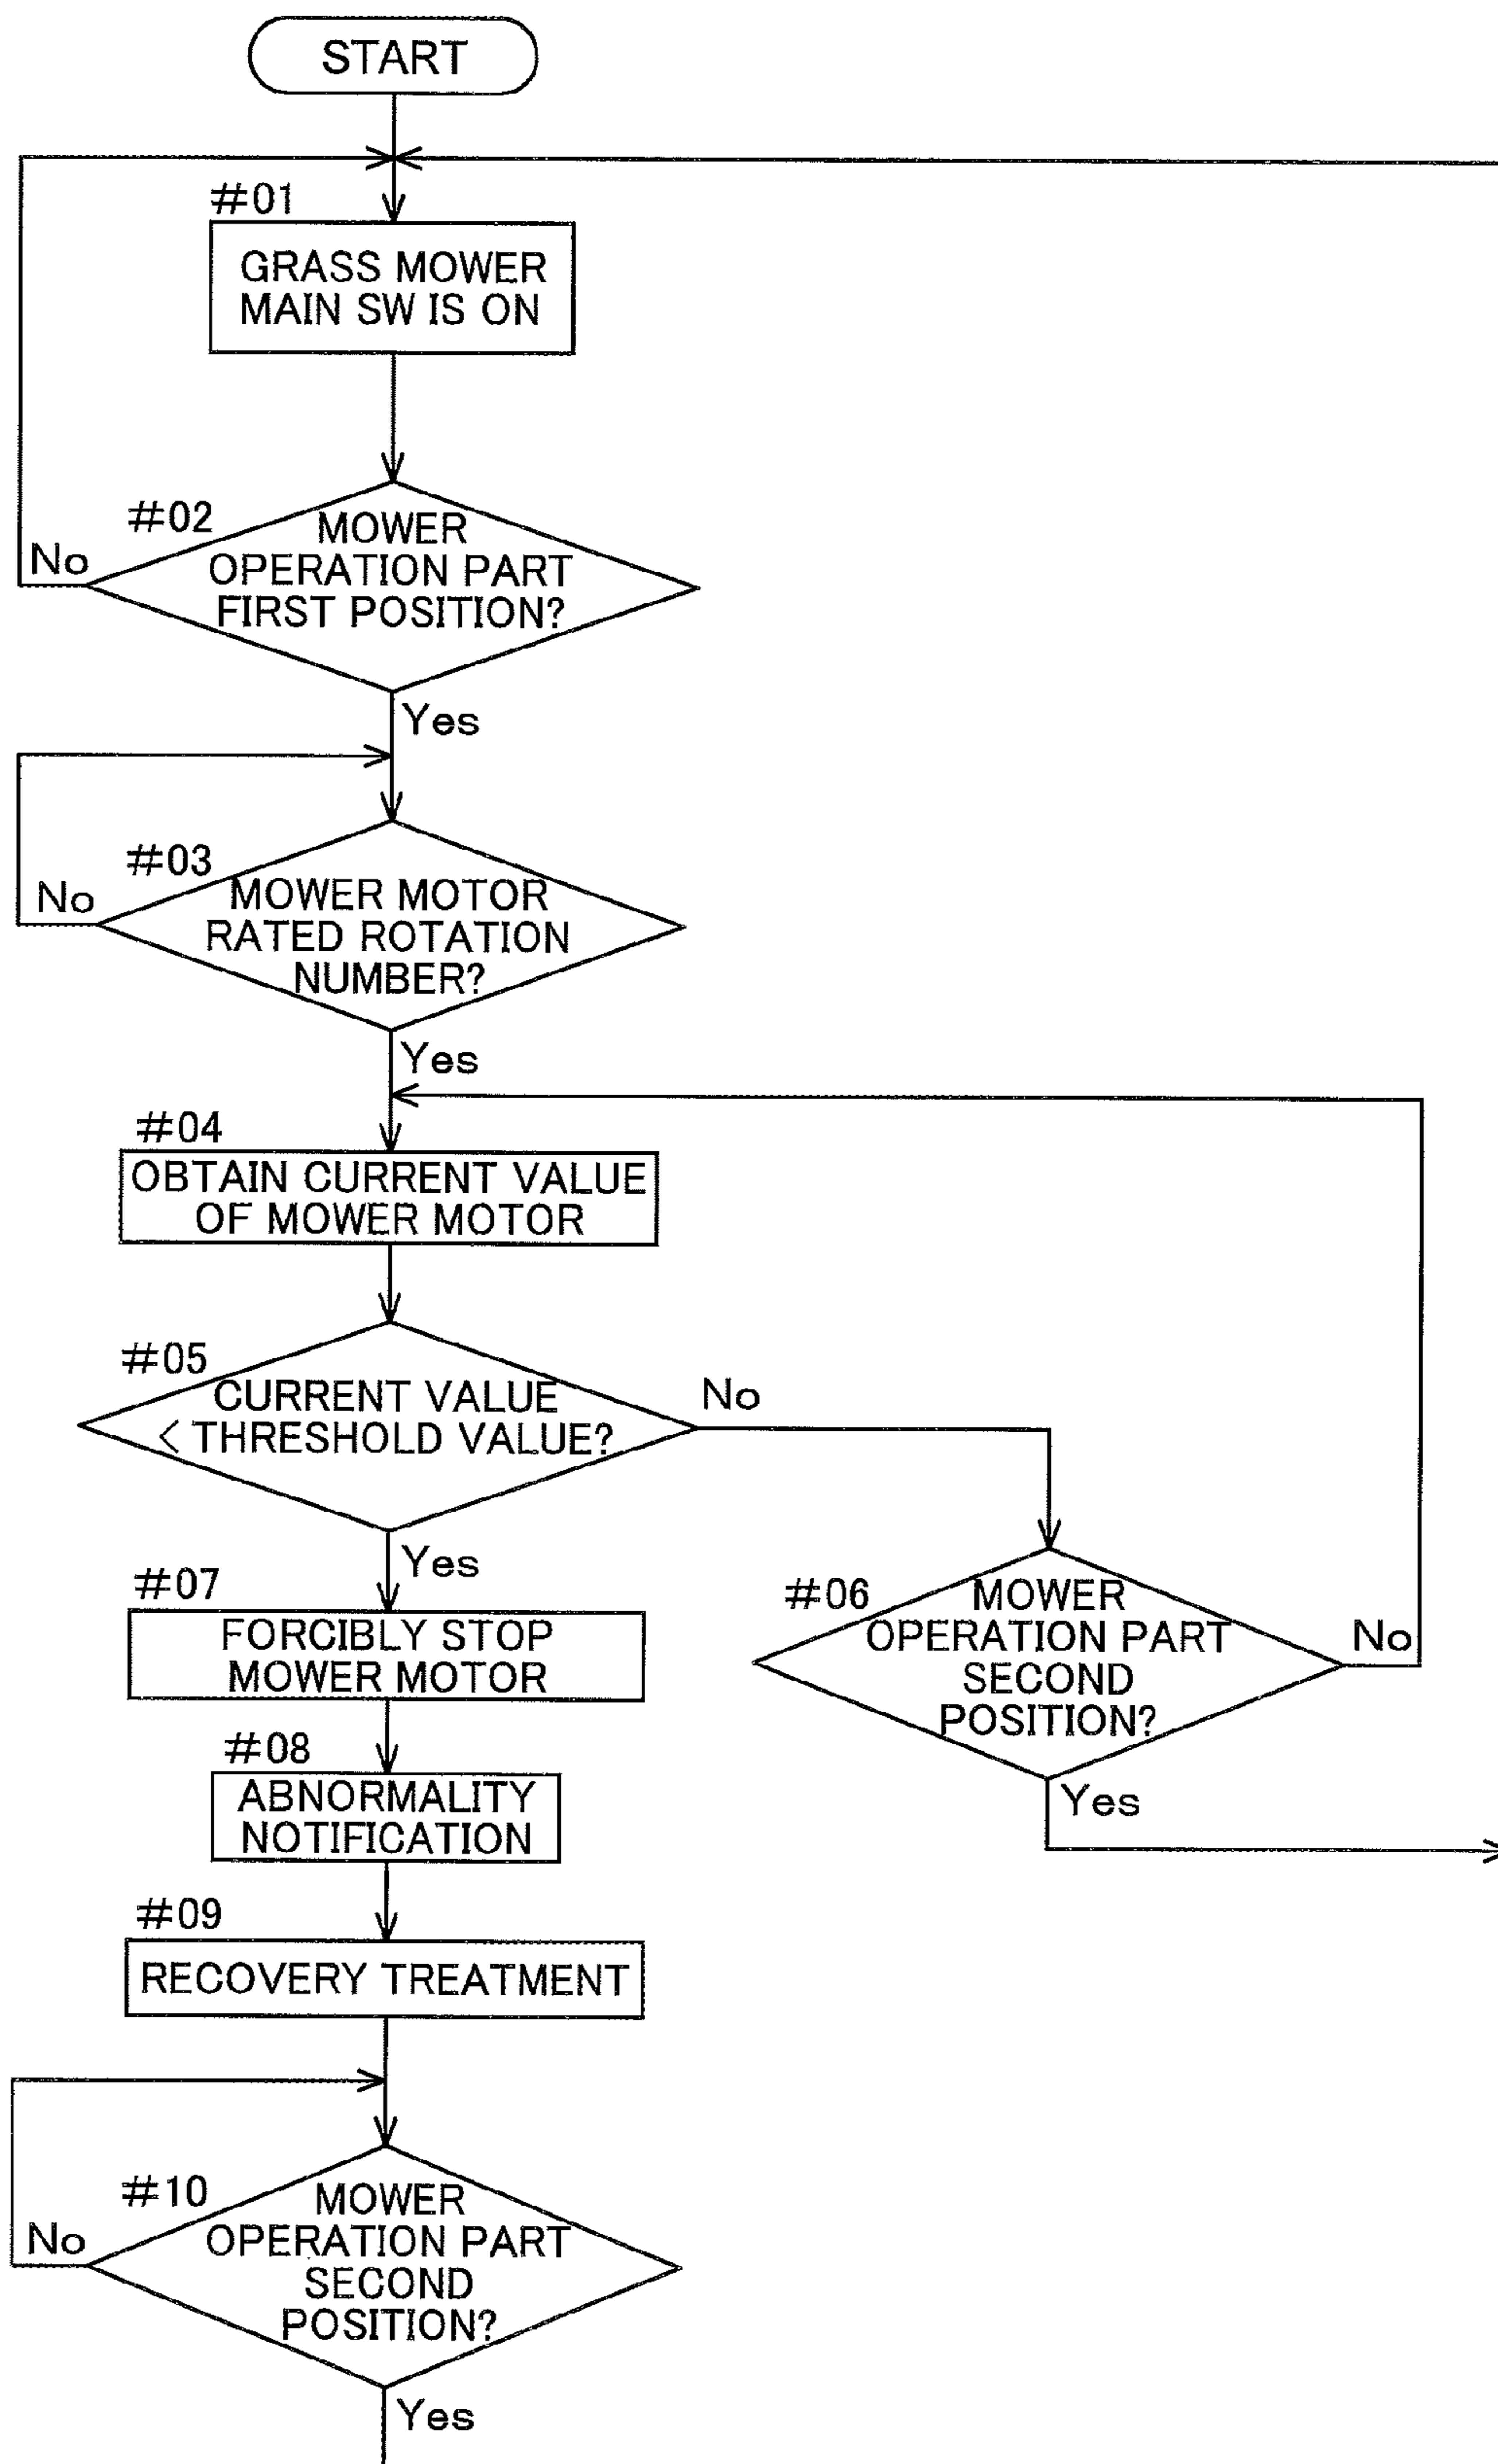 START
#01
GRASS MOWER
MAIN SW IS ON
#02
MOWER
OPERATION PART
FIRST POSITION?
No
Yes
#03
MOWER MOTOR
RATED ROTATION
NUMBER?
No
Yes
#04
OBTAIN CURRENT VALUE
OF MOWER MOTOR
#05
CURRENT VALUE
< THRESHOLD VALUE?
No
Yes
#06
MOWER
OPERATION PART
SECOND
POSITION?
No
Yes
#07
FORCIBLY STOP
MOWER MOTOR
#08
ABNORMALITY
NOTIFICATION
#09
RECOVERY TREATMENT
#10
MOWER
OPERATION PART
SECOND
POSITION?
No
Yes